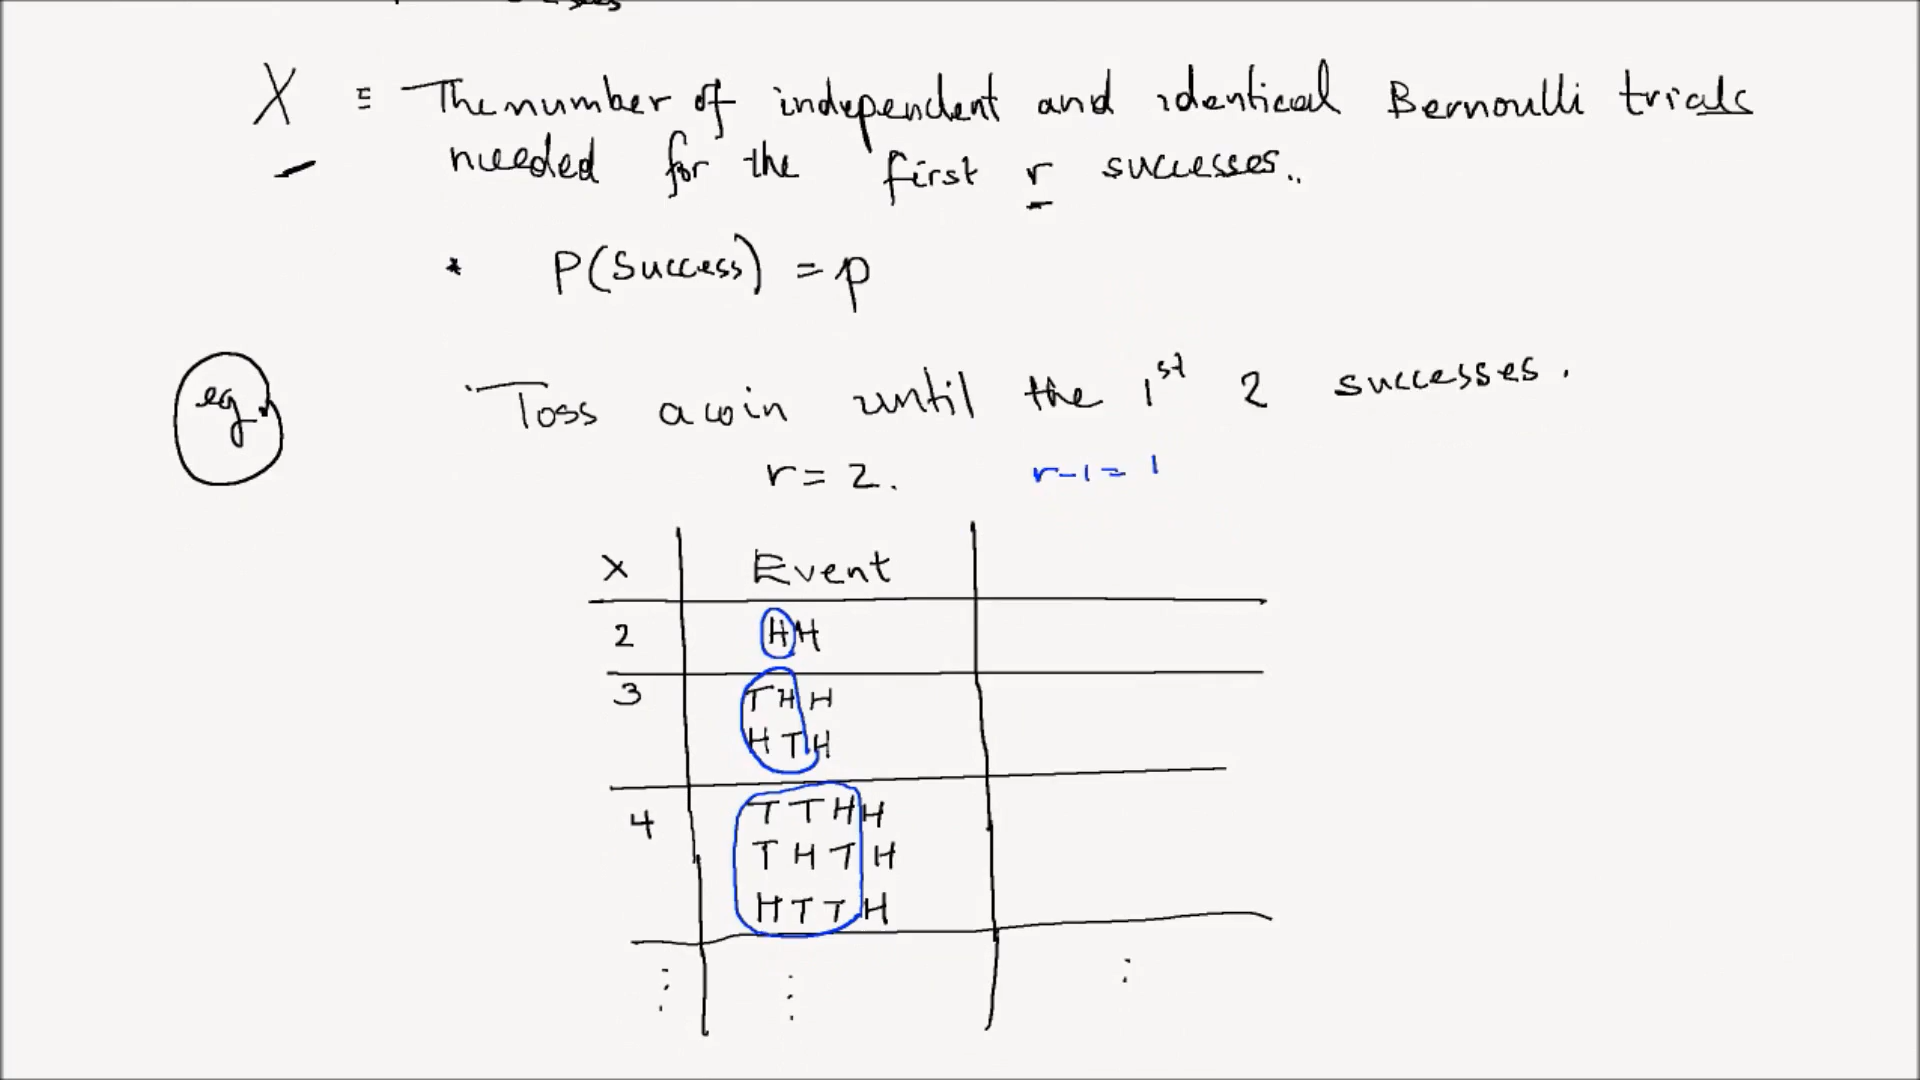 X ≡ The number of independent and identical Bernoulli trials
needed for the first r successes..
* P(Success) = p
eg
Toss a coin until the 1st 2 successes.
r = 2. r-1 = 1
X Event
2 HH
3 THH
HTH
4 TTHH
THTH
HTTH
⋮ ⋮ :